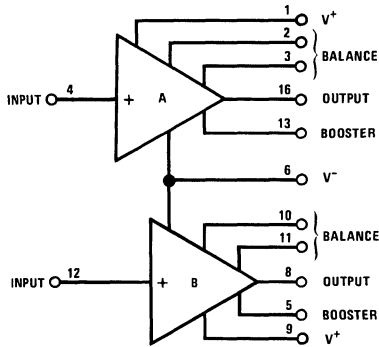 1 V+
2
3 BALANCE
INPUT 4 + A 16 OUTPUT
13 BOOSTER
6 V-
10
11 BALANCE
INPUT 12 + B 8 OUTPUT
5 BOOSTER
9 V+